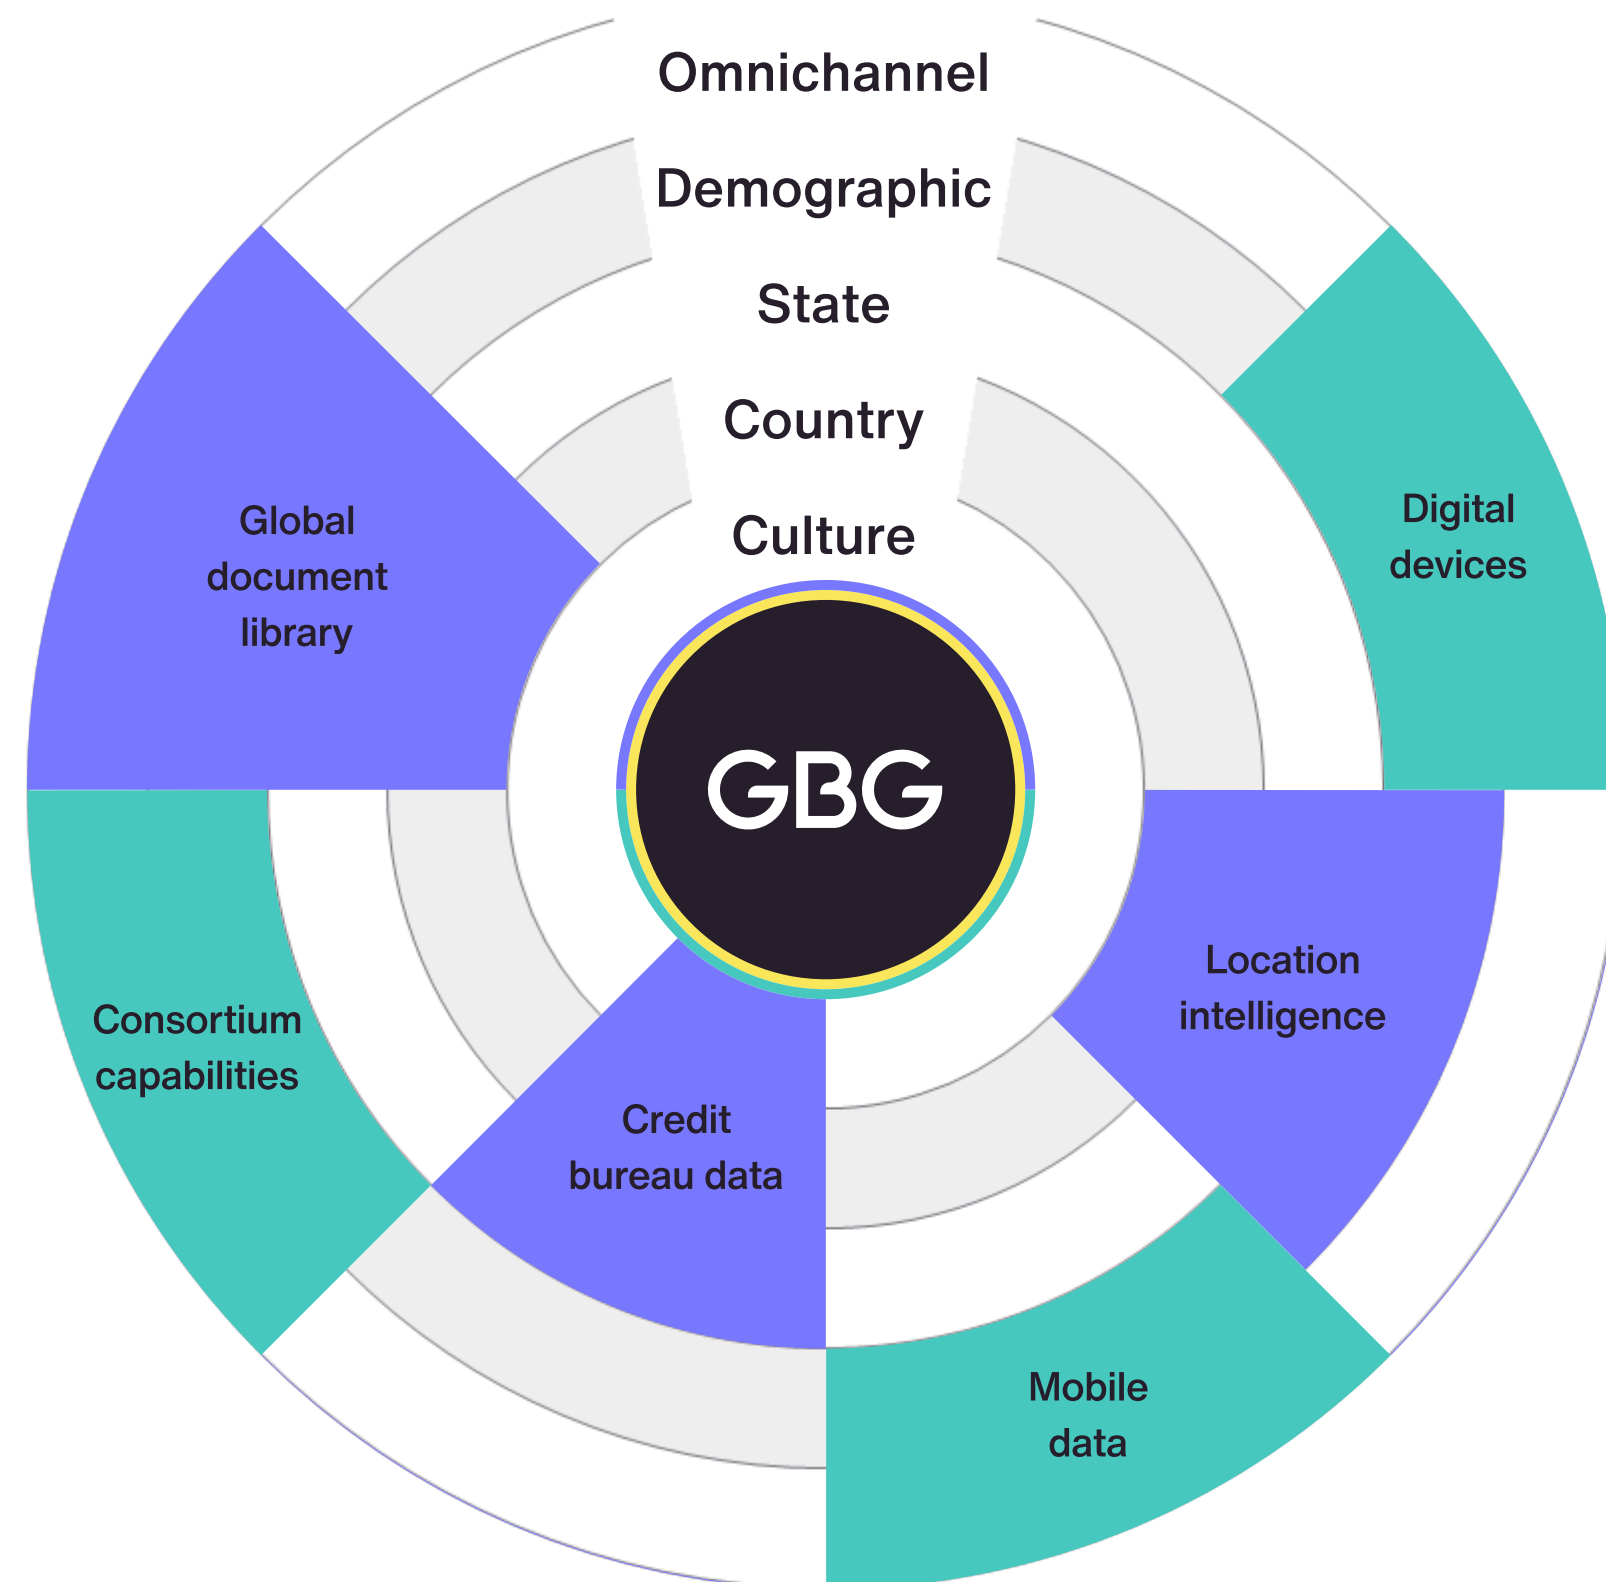 Omnichannel
Demographic
State
Country
Culture
Global
document
library
Digital
devices
GBG
Location
intelligence
Consortium
capabilities
Credit
bureau data
Mobile
data